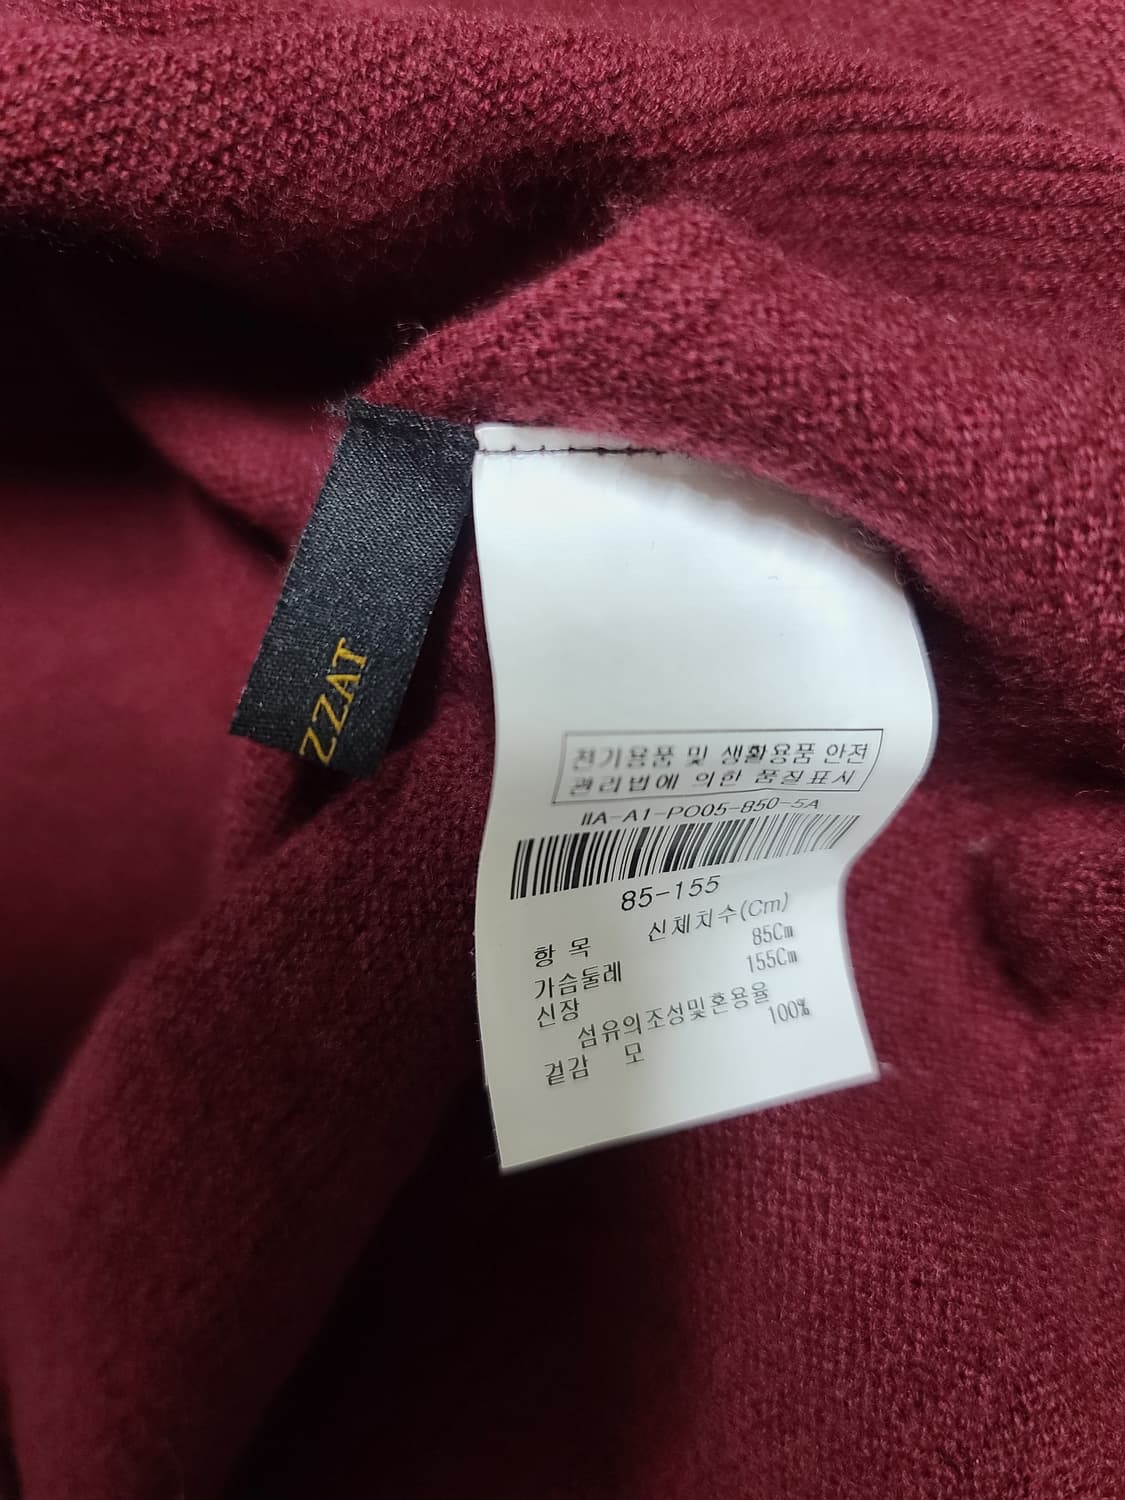 ZZAT
전기용품 및 생활용품 안전
관리법에 의한 품질표시
IIA-A1-PO05-850-5A
85-155
항 목 신체치수(Cm)
가슴둘레 85Cm
신장 155Cm
섬유의조성및혼용율
겉감 모 100%